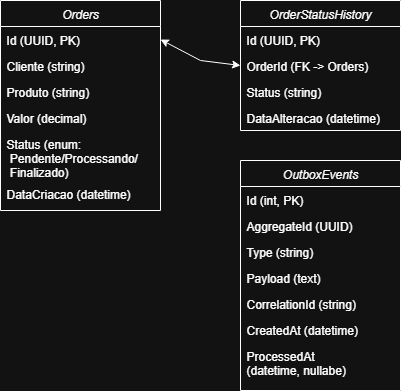 Orders
Id (UUID, PK)
Cliente (string)
Produto (string)
Valor (decimal)
Status (enum:
Pendente/Processando/
Finalizado)
DataCriacao (datetime)
OrderStatusHistory
Id (UUID, PK)
OrderId (FK -> Orders)
Status (string)
DataAlteracao (datetime)
OutboxEvents
Id (int, PK)
AggregateId (UUID)
Type (string)
Payload (text)
CorrelationId (string)
CreatedAt (datetime)
ProcessedAt
(datetime, nullabe)